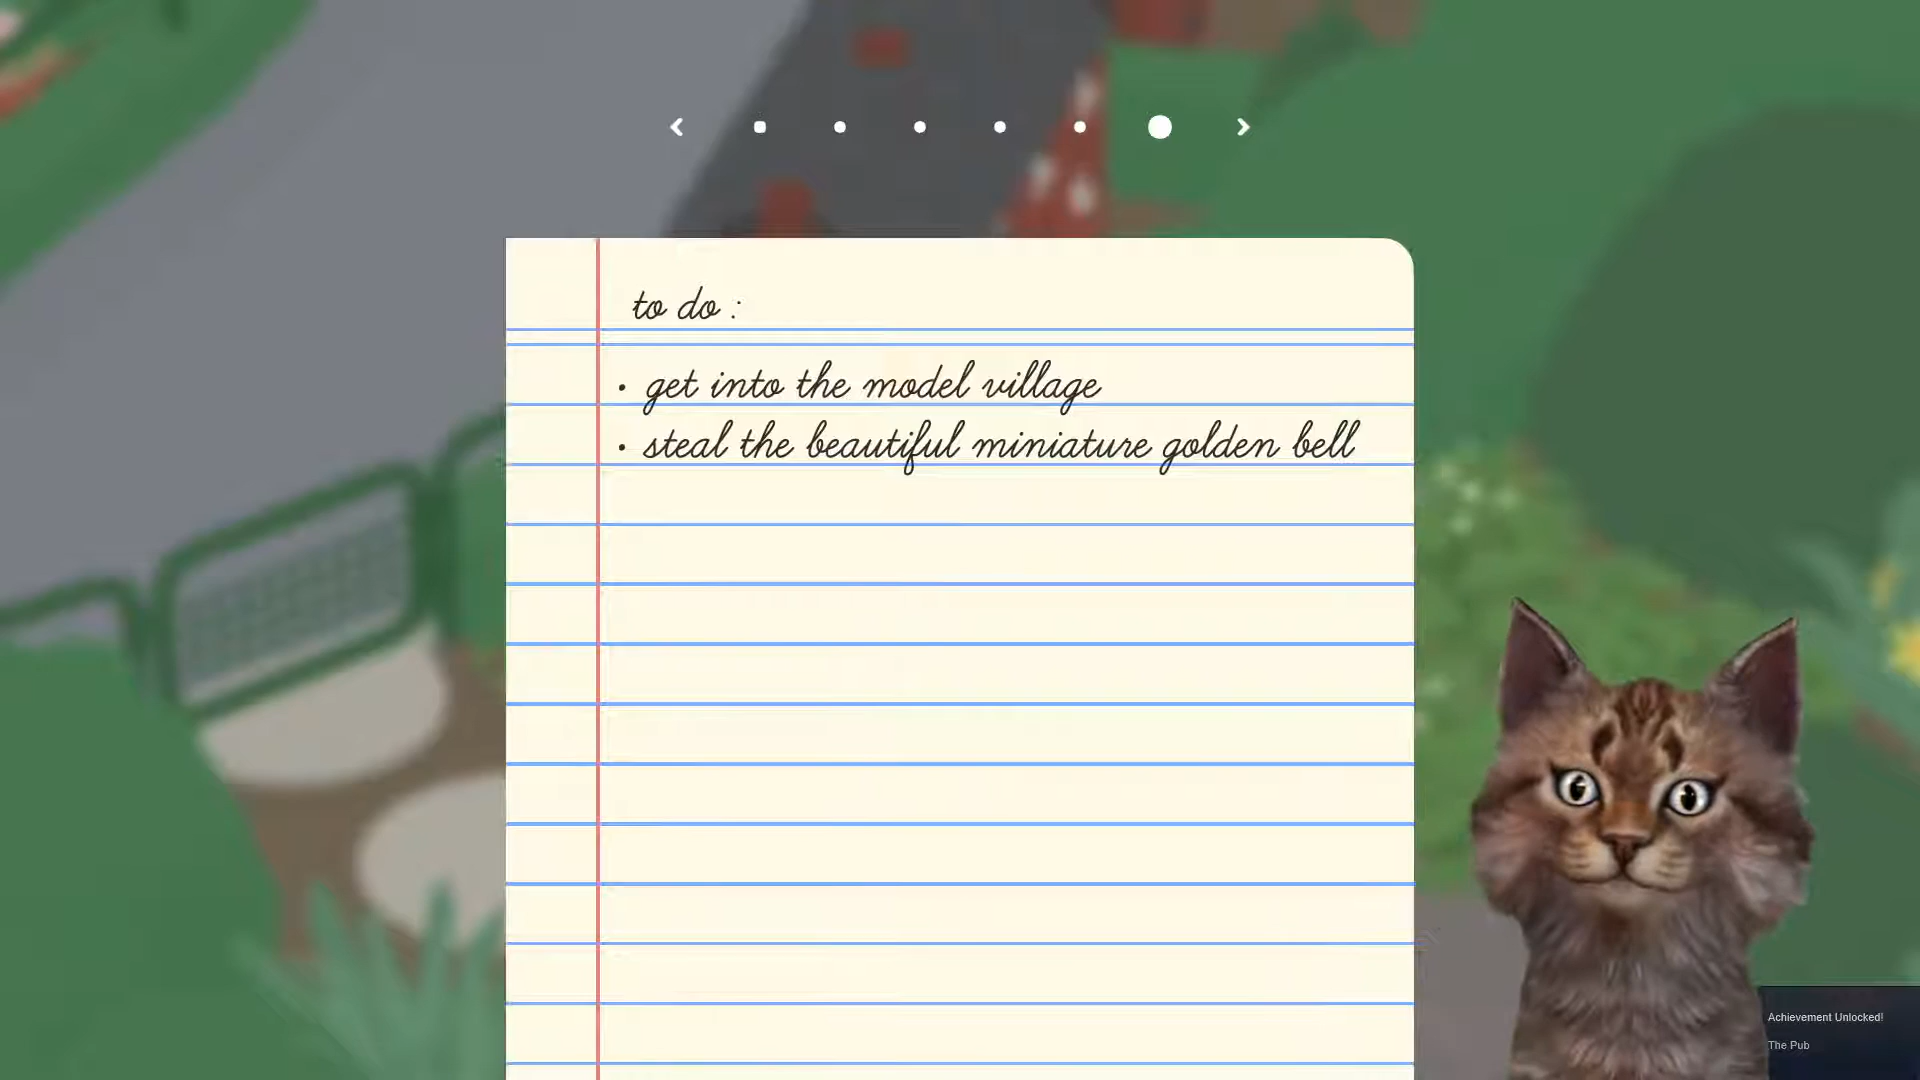 to do :
• get into the model village
• steal the beautiful miniature golden bell
Achievement Unlocked!
The Pub